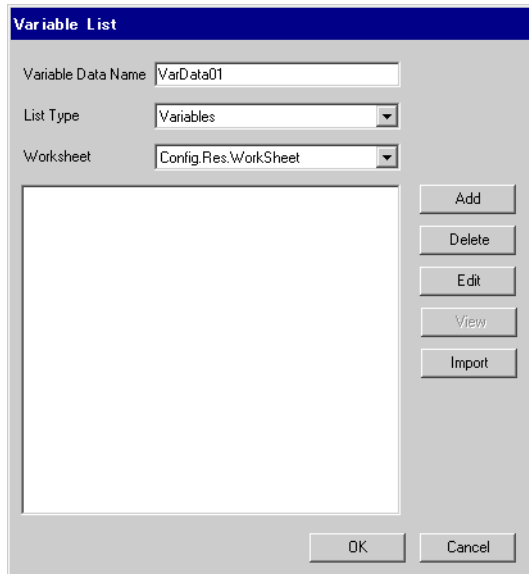 Variable List
Variable Data Name VarData01
List Type Variables
Worksheet Config.Res.WorkSheet
Add
Delete
Edit
View
Import
OK Cancel